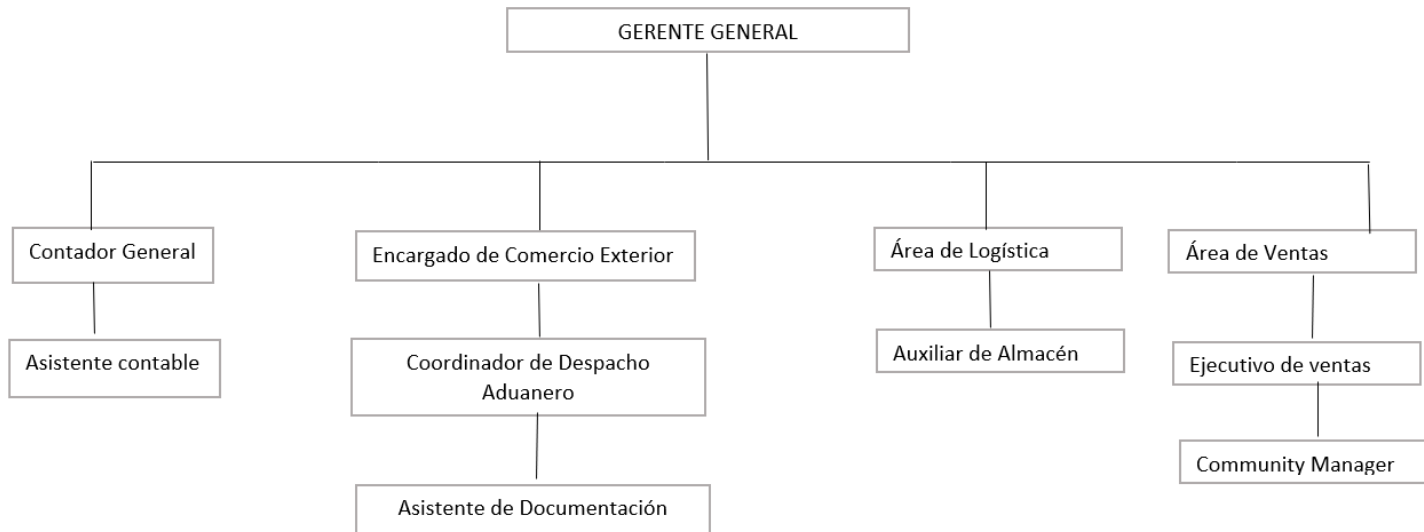 GERENTE GENERAL
Contador General
Encargado de Comercio Exterior
Área de Logística
Área de Ventas
Asistente contable
Coordinador de Despacho
Aduanero
Auxiliar de Almacén
Ejecutivo de ventas
Community Manager
Asistente de Documentación